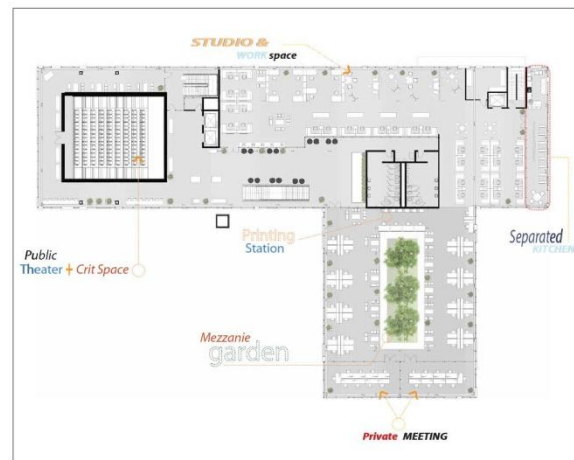 STUDIO &
WORK space
Printing
Station
Separated
KITCHEN
Public
Theater + Crit Space
Mezzanie
garden
Private MEETING